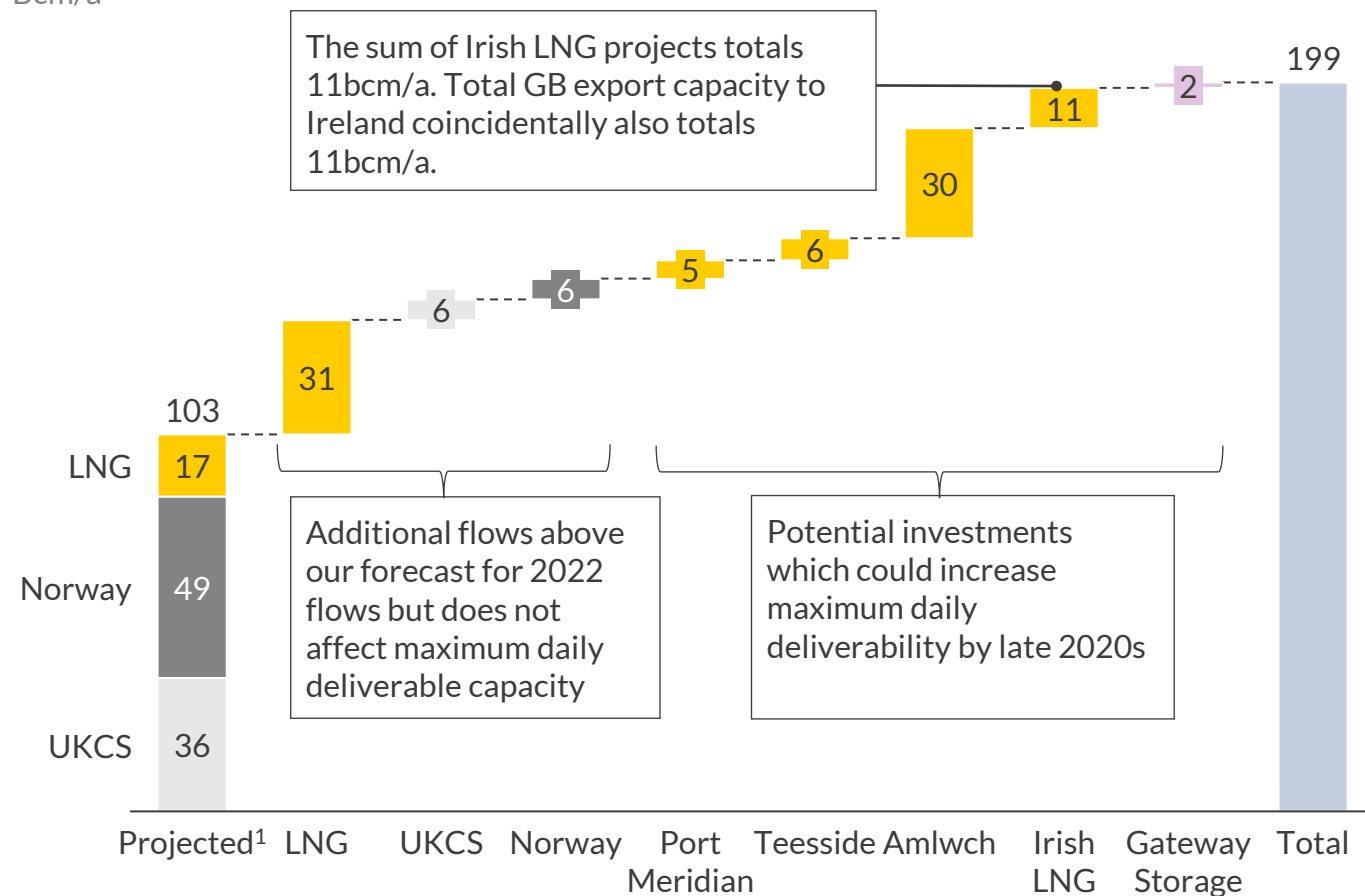 Bcm/a
The sum of Irish LNG projects totals
11bcm/a. Total GB export capacity to
Ireland coincidentally also totals
11bcm/a.
199
2
11
30
6
5
6
6
31
103
LNG
17
Norway
49
UKCS
36
Additional flows above
our forecast for 2022
flows but does not
affect maximum daily
deliverable capacity
Potential investments
which could increase
maximum daily
deliverability by late 2020s
Projected¹
LNG
UKCS
Norway
Port
Meridian
Teesside
Amlwch
Irish
LNG
Gateway
Storage
Total